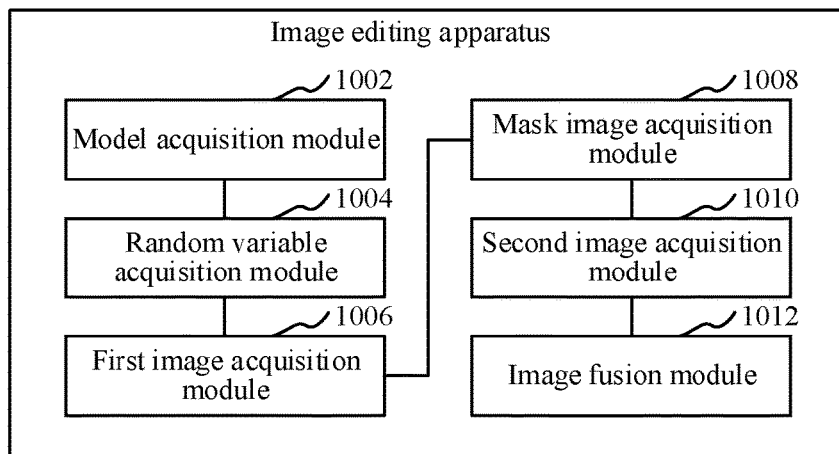 Image editing apparatus
1002
Model acquisition module
1004
Random variable
acquisition module
1006
First image acquisition
module
1008
Mask image acquisition
module
1010
Second image acquisition
module
1012
Image fusion module